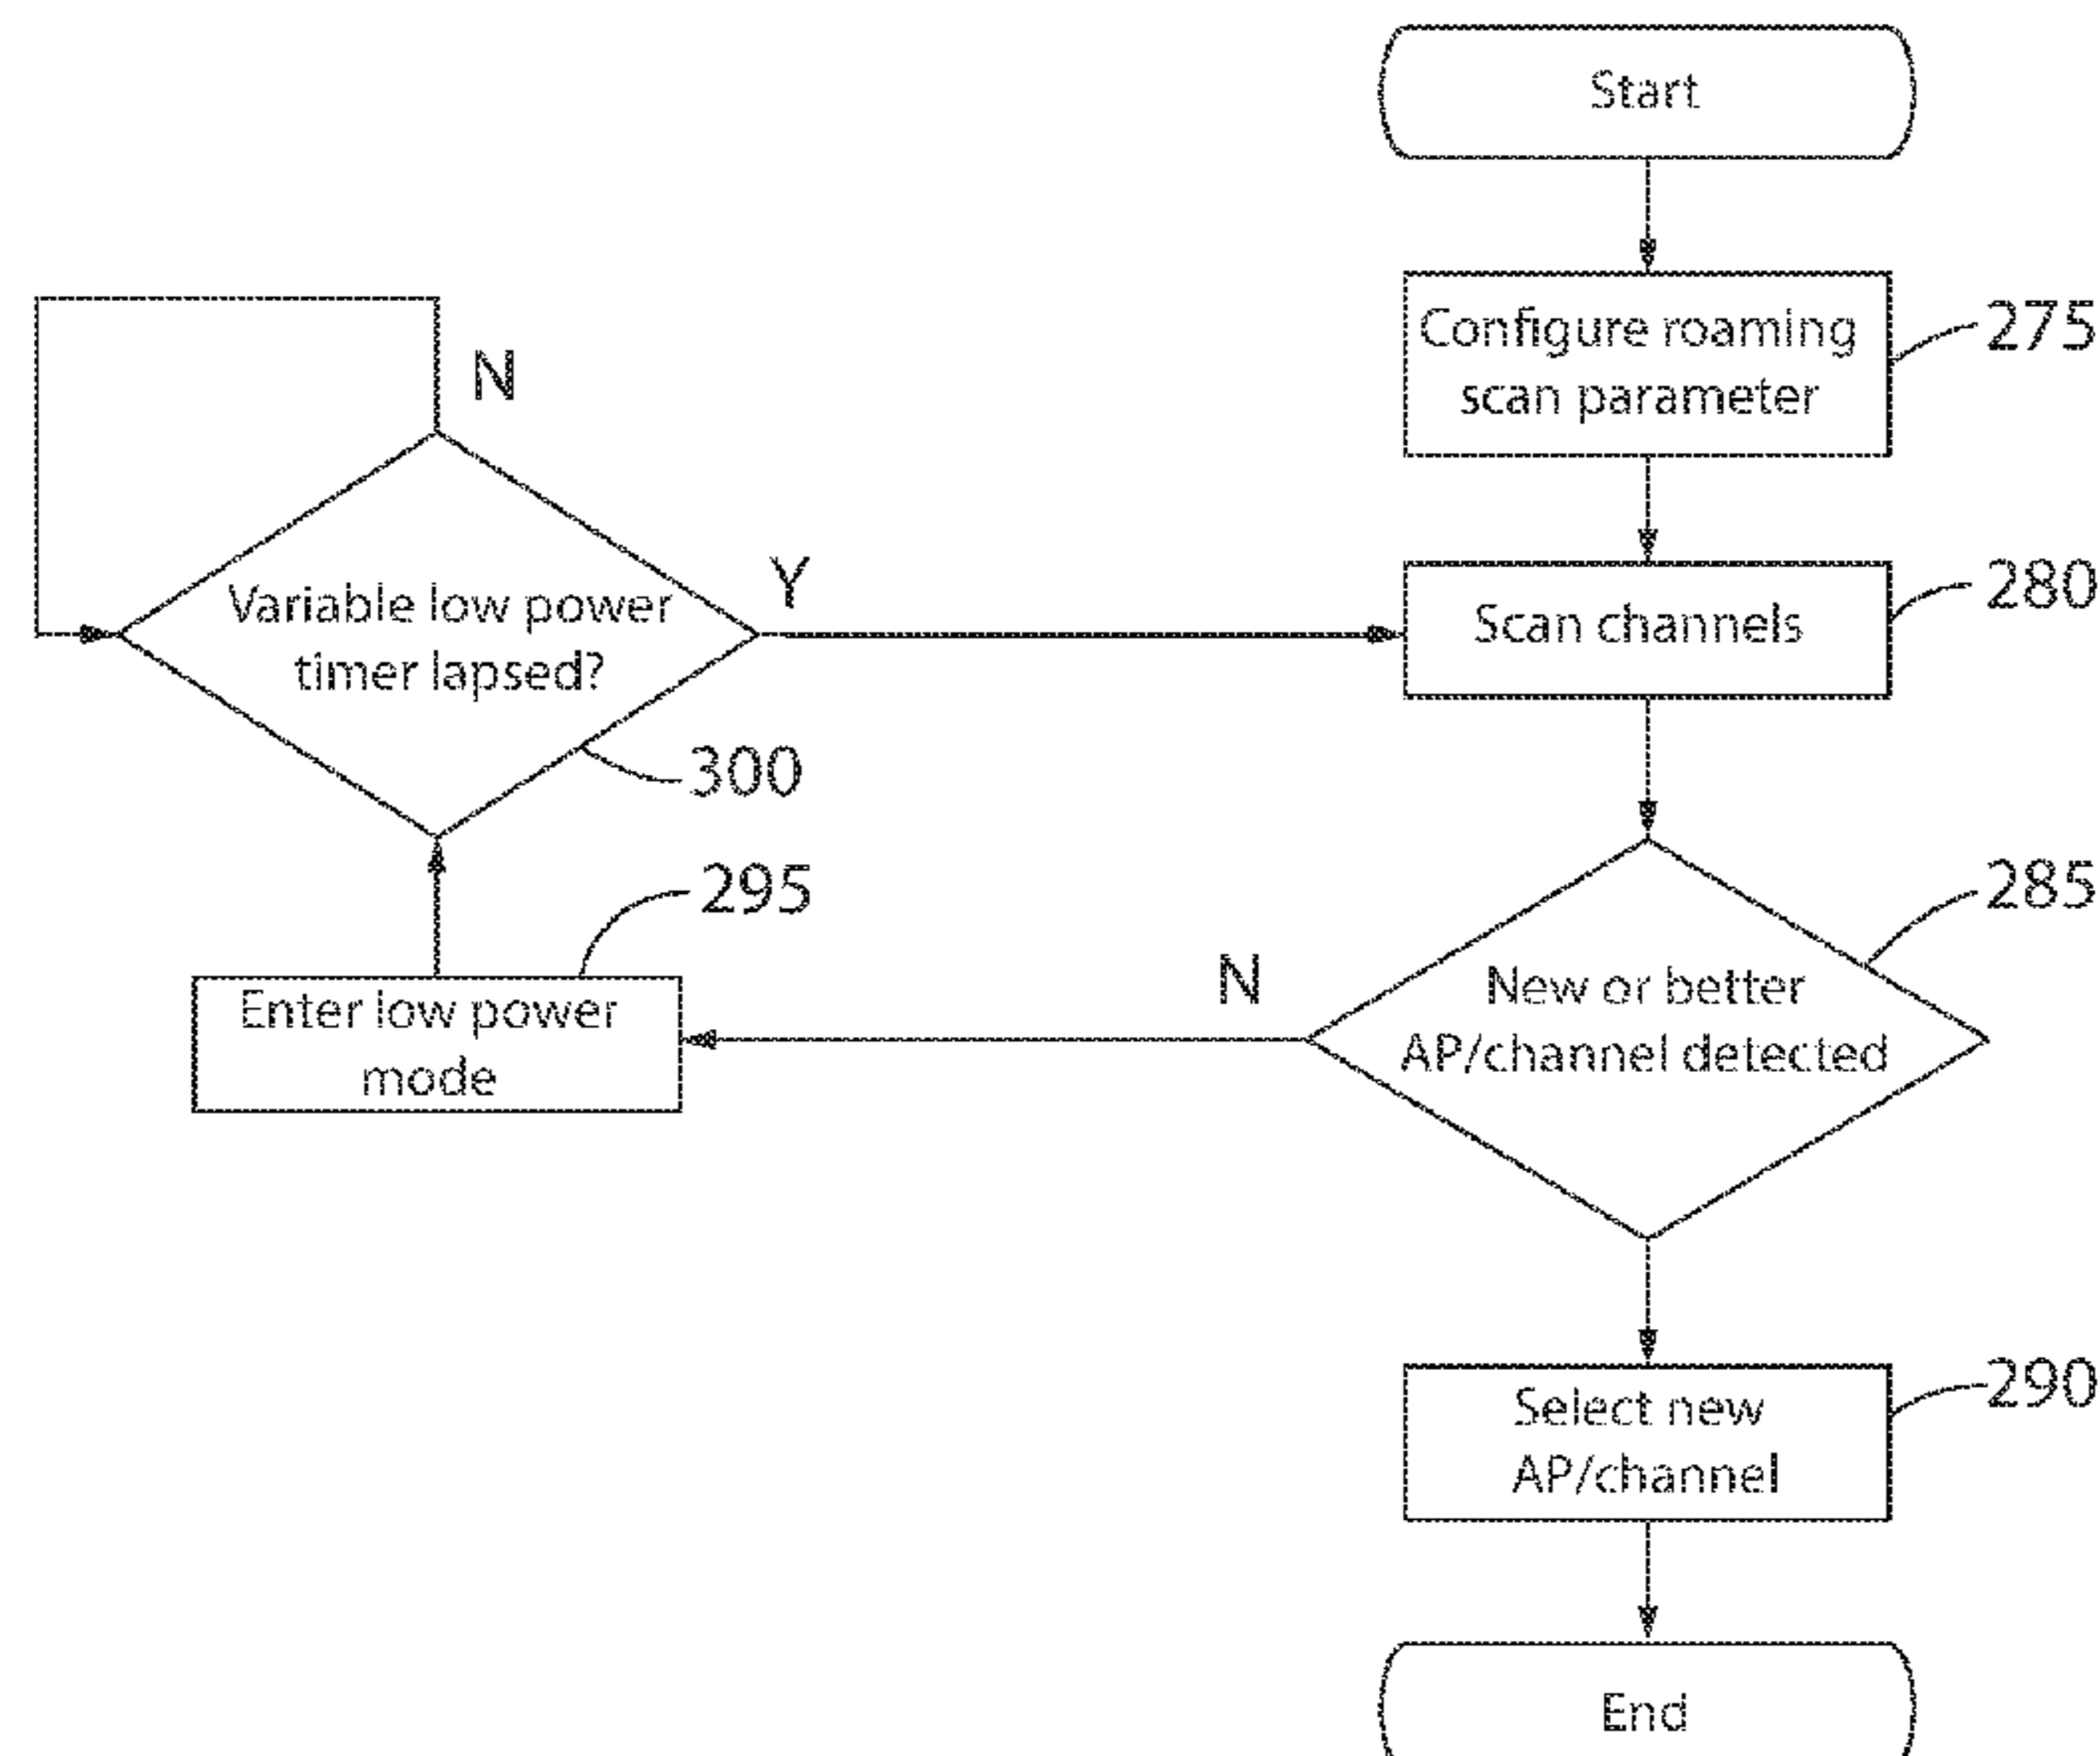 Start
Configure roaming
scan parameter
275
N
Variable low power
timer lapsed?
Y
300
Scan channels
280
295
Enter low power
mode
N
New or better
AP/channel detected
285
Select new
AP/channel
290
End